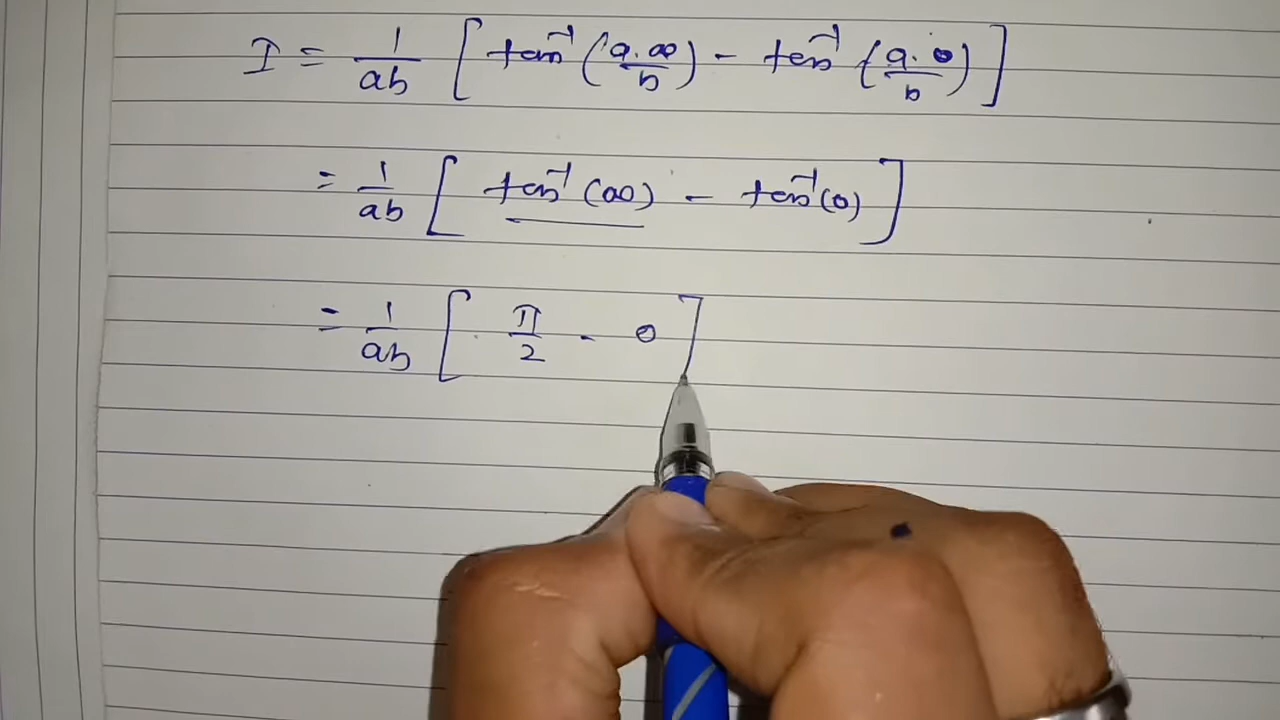 I = 1/ab [ tan⁻¹ (a.∞/b) - tan⁻¹ (a.0/b) ]
= 1/ab [ tan⁻¹ (∞) - tan⁻¹ (0) ]
= 1/ab [ π/2 - 0 ]